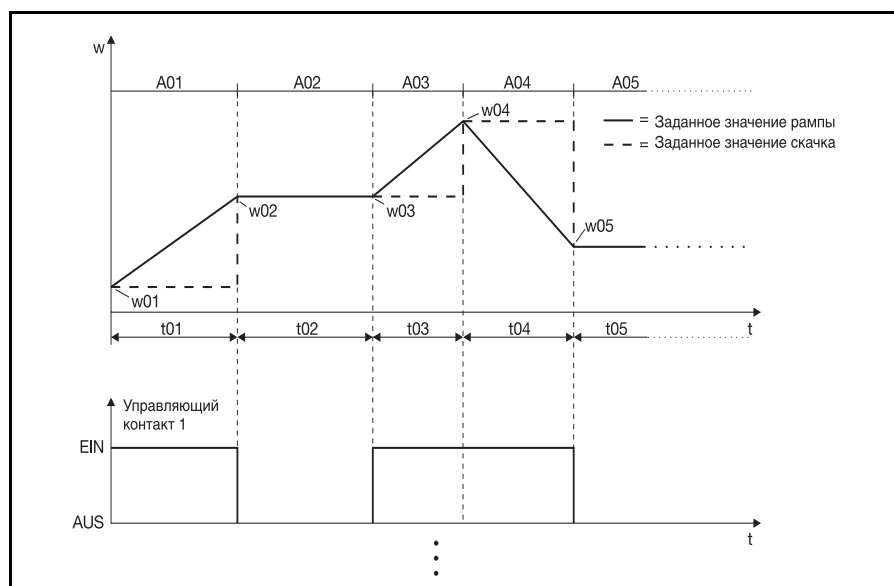 w
A01 A02 A03 A04 A05
w04
= Заданное значение рампы
= Заданное значение скачка
w02
w03
w05
w01
t
t01 t02 t03 t04 t05
Управляющий
контакт 1
EIN
AUS
t